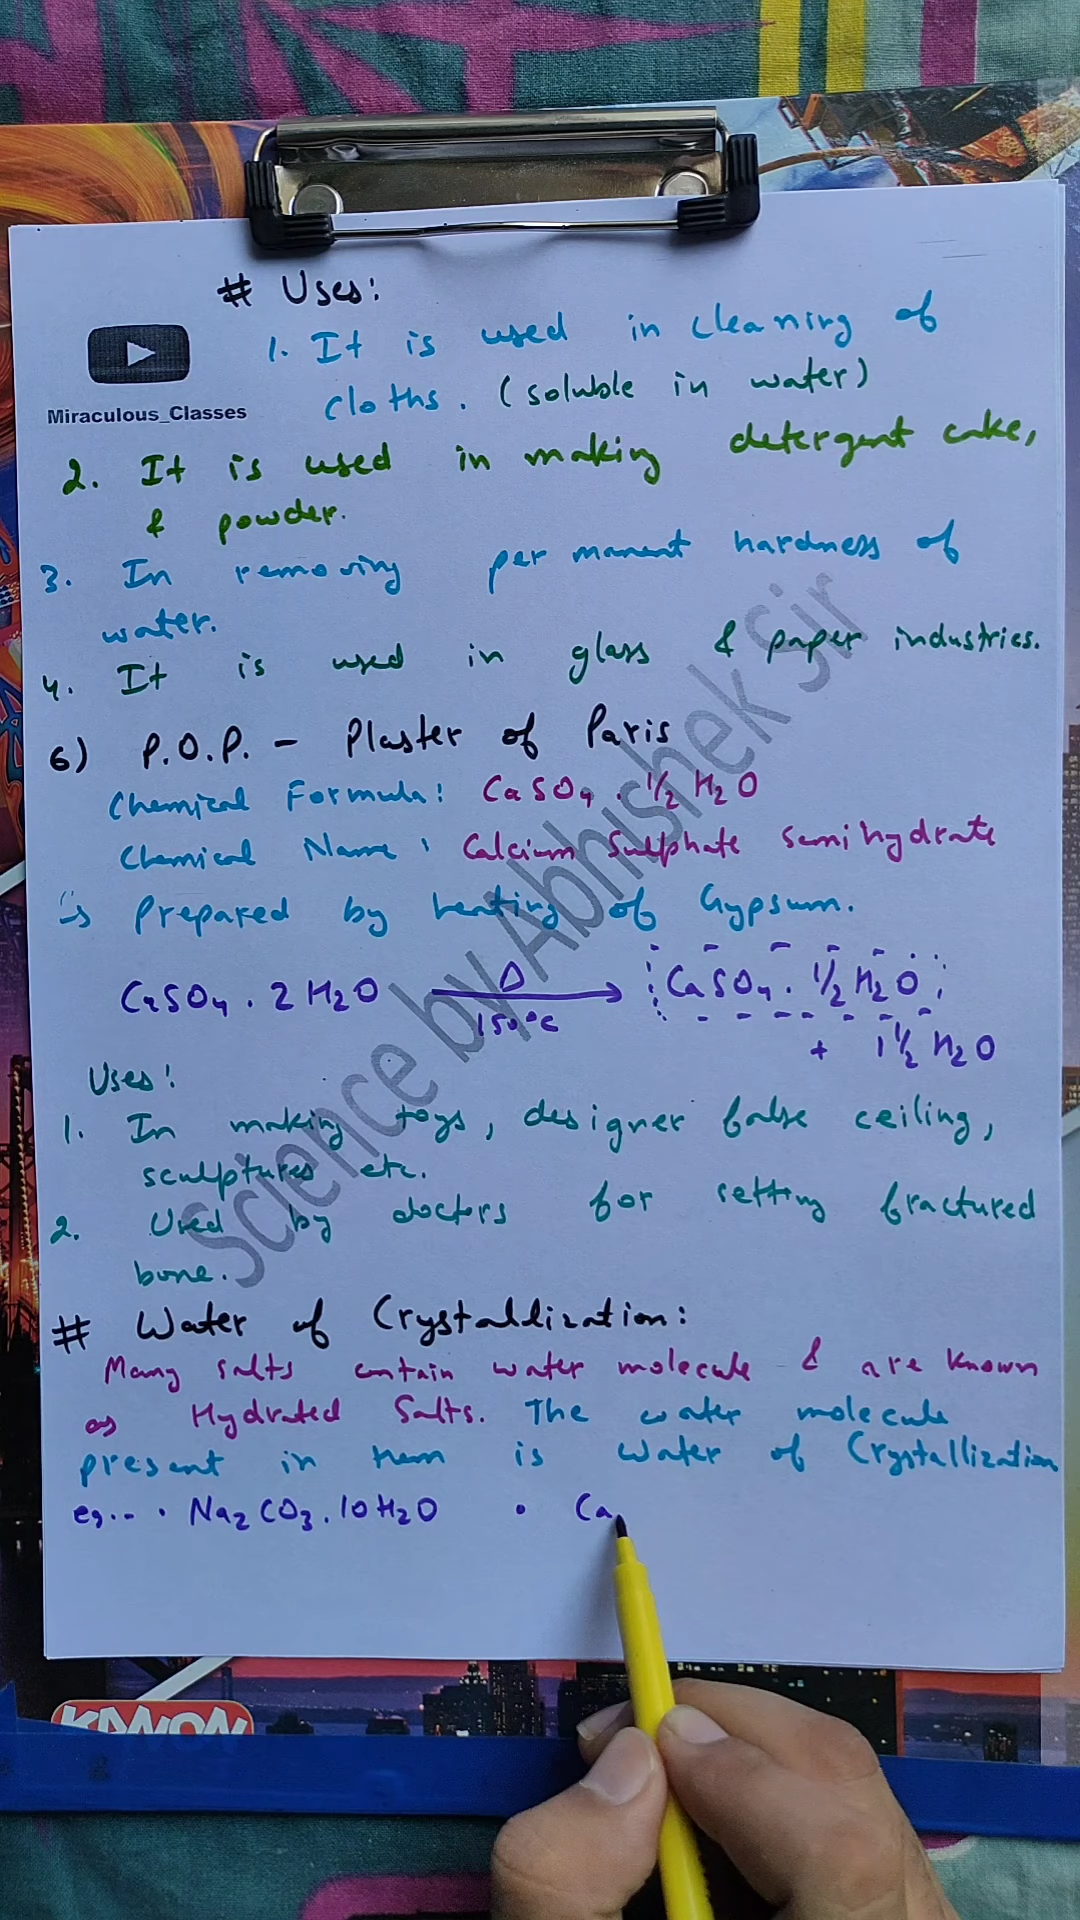 # Uses:
1. It is used in cleaning of
cloths. (soluble in water)
Miraculous_Classes
2. It is used in making detergent cake,
& powder.
3. In removing permanent hardness of
water.
4. It is used in glass & paper industries.
6) P.O.P. - Plaster of Paris
Chemical Formula: CaSO4 . 1/2 H2O
Chemical Name: Calcium Sulphate semihydrate
is prepared by heating of Gypsum.
CaSO4 . 2H2O Δ 150°C → CaSO4 . 1/2 H2O
+ 1 1/2 H2O
Uses:
1. In making toys, designer false ceiling,
sculptures etc.
2. Used by doctors for setting fractured
bone.
# Water of Crystallization:
Many salts contain water molecule & are known
as Hydrated Salts. The water molecule
present in them is water of Crystallization
eg... • Na2CO3.10H2O • Ca
Science by Abhishek Sir